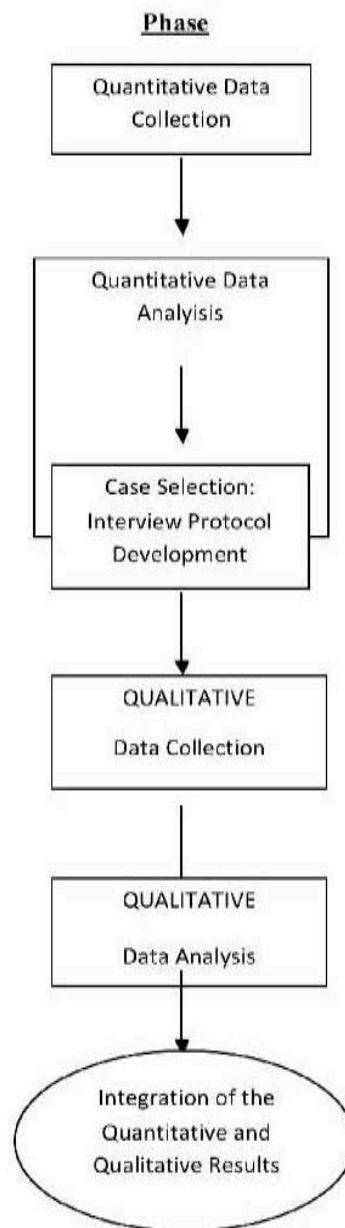 Phase
Quantitative Data
Collection
Quantitative Data
Analyisis
Case Selection:
Interview Protocol
Development
QUALITATIVE
Data Collection
QUALITATIVE
Data Analysis
Integration of the
Quantitative and
Qualitative Results